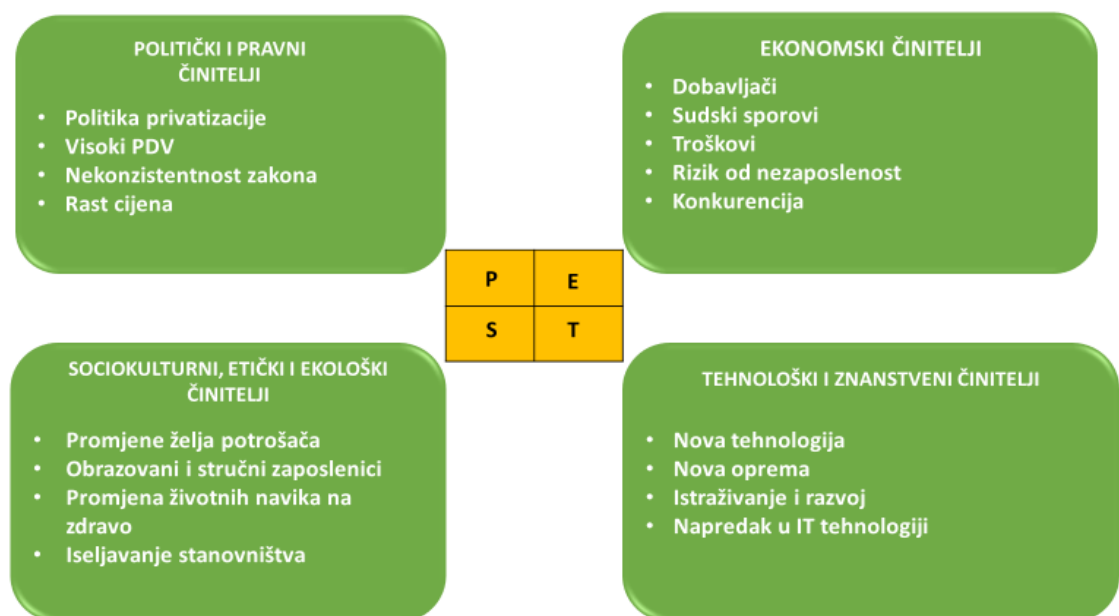 POLITIČKI I PRAVNI
ČINITELJI
• Politika privatizacije
• Visoki PDV
• Nekonzistentnost zakona
• Rast cijena
EKONOMSKI ČINITELJI
• Dobavljači
• Sudski sporovi
• Troškovi
• Rizik od nezaposlenost
• Konkurencija
P E
S T
SOCIOKULTURNI, ETIČKI I EKOLOŠKI
ČINITELJI
• Promjene želja potrošača
• Obrazovani i stručni zaposlenici
• Promjena životnih navika na
zdravo
• Iseljavanje stanovništva
TEHNOLOŠKI I ZNANSTVENI ČINITELJI
• Nova tehnologija
• Nova oprema
• Istraživanje i razvoj
• Napredak u IT tehnologiji